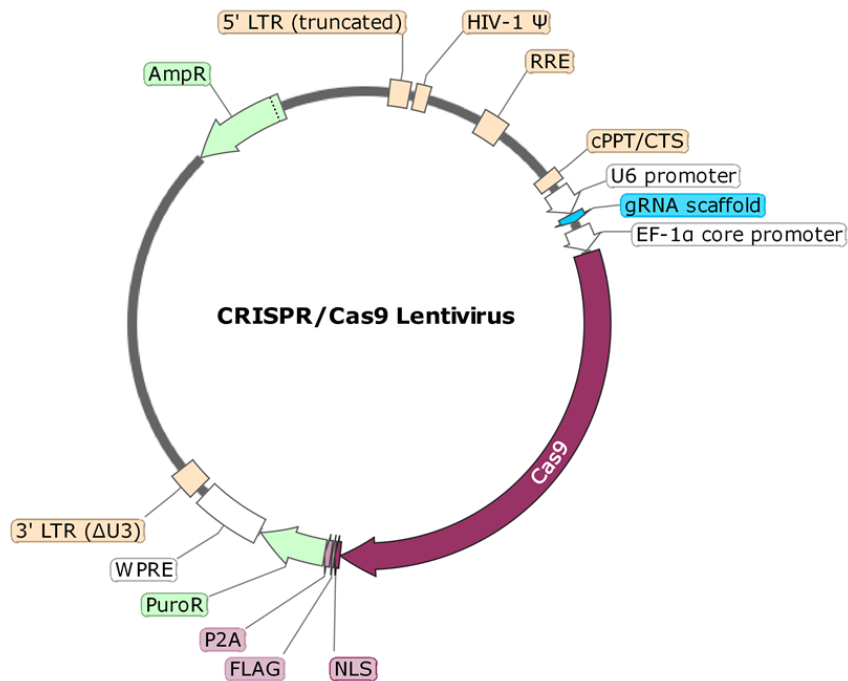 5' LTR (truncated)
HIV-1 Ψ
RRE
AmpR
cPPT/CTS
U6 promoter
gRNA scaffold
EF-1α core promoter
CRISPR/Cas9 Lentivirus
Cas9
3' LTR (ΔU3)
WPRE
PuroR
P2A
FLAG
NLS